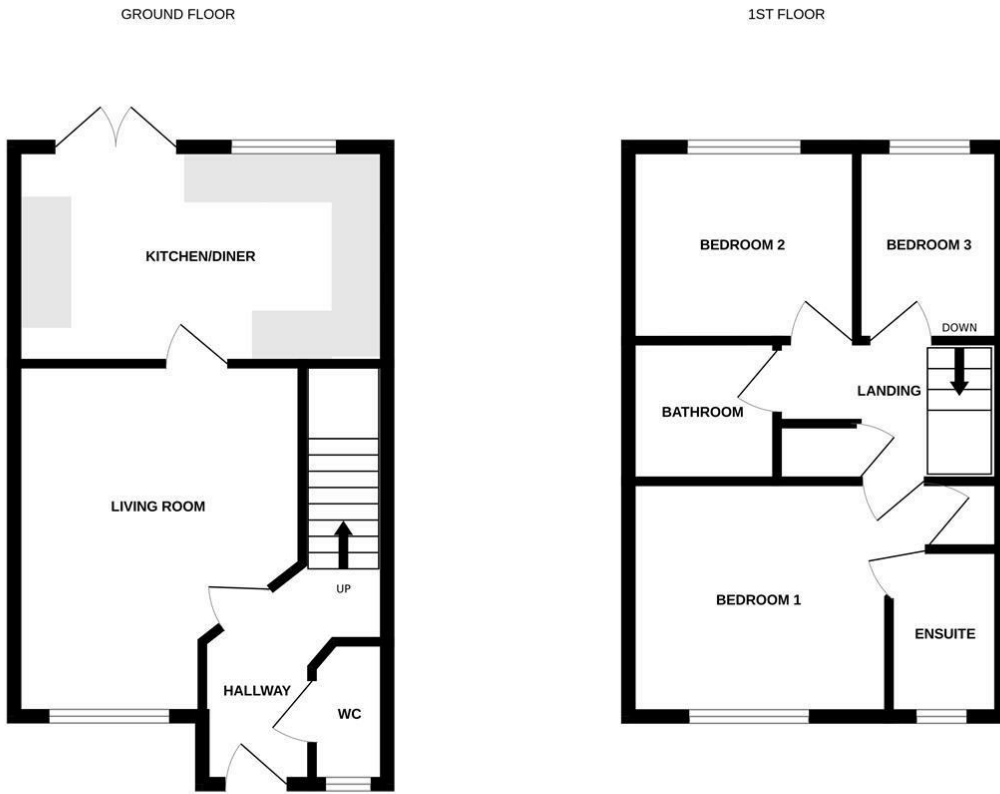 GROUND FLOOR
KITCHEN/DINER
LIVING ROOM
UP
HALLWAY
WC
1ST FLOOR
BEDROOM 2
BEDROOM 3
DOWN
LANDING
BATHROOM
BEDROOM 1
ENSUITE